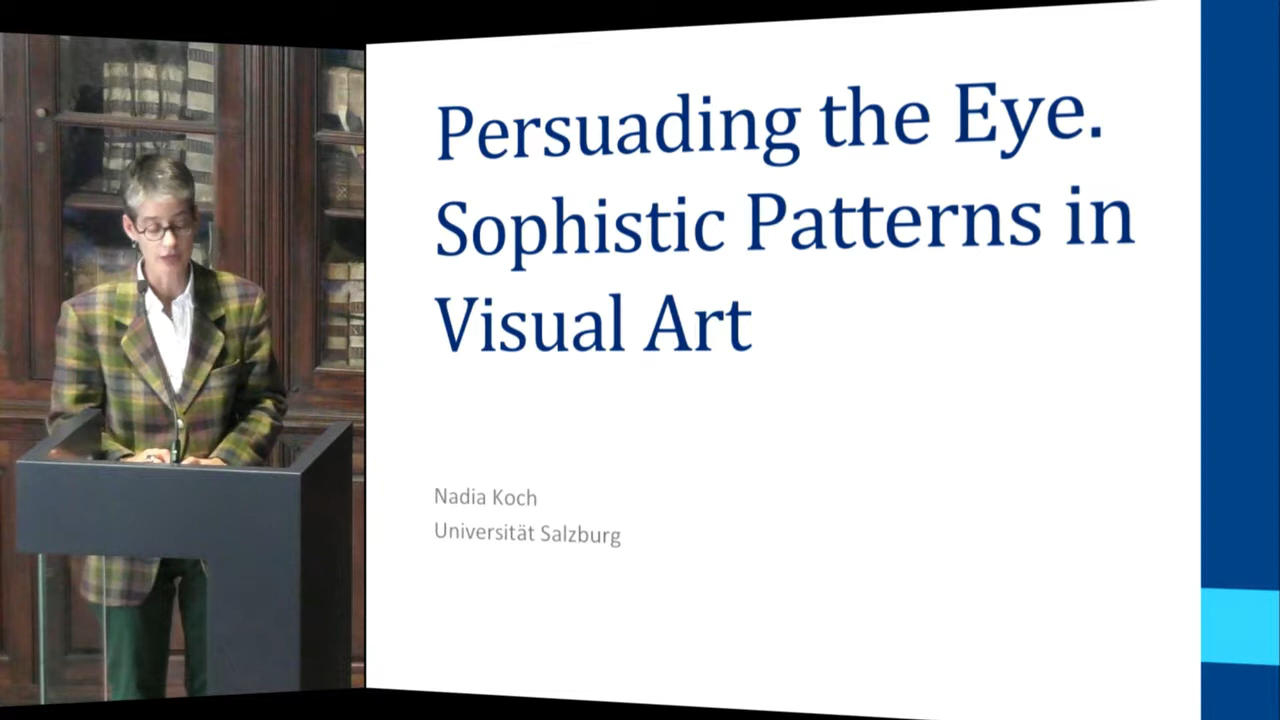 Persuading the Eye.
Sophistic Patterns in
Visual Art
Nadia Koch
Universität Salzburg